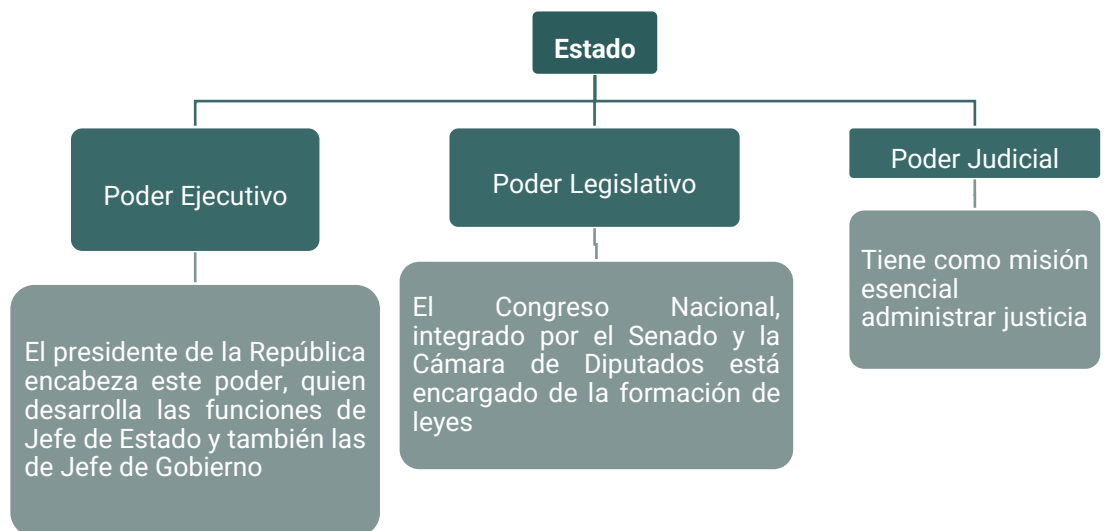 Estado
Poder Ejecutivo
Poder Legislativo
Poder Judicial
El presidente de la República
encabeza este poder, quien
desarrolla las funciones de
Jefe de Estado y también las
de Jefe de Gobierno
El Congreso Nacional,
integrado por el Senado y la
Cámara de Diputados está
encargado de la formación de
leyes
Tiene como misión
esencial
administrar justicia